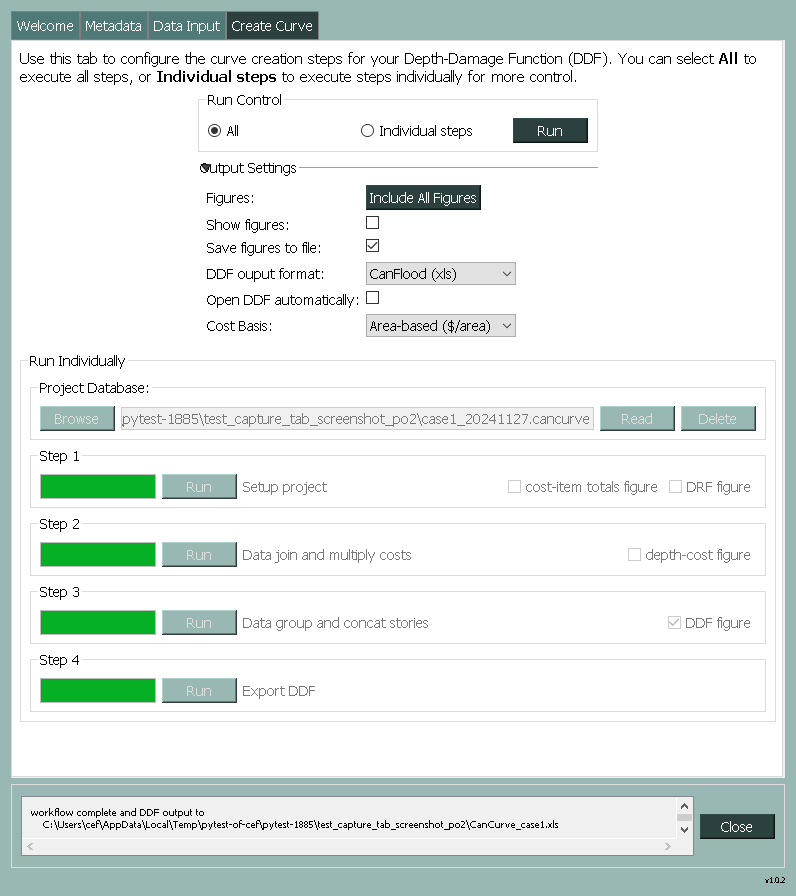 Welcome Metadata Data Input Create Curve
Use this tab to configure the curve creation steps for your Depth-Damage Function (DDF). You can select All to
execute all steps, or Individual steps to execute steps individually for more control.
Run Control
All Individual steps Run
Output Settings
Figures: Include All Figures
Show figures:
Save figures to file:
DDF ouput format: CanFlood (xls)
Open DDF automatically:
Cost Basis: Area-based ($/area)
Run Individually
Project Database:
Browse pytest-1885\test_capture_tab_screenshot_po2\case1_20241127.cancurve Read Delete
Step 1
Run Setup project cost-item totals figure DRF figure
Step 2
Run Data join and multiply costs depth-cost figure
Step 3
Run Data group and concat stories DDF figure
Step 4
Run Export DDF
workflow complete and DDF output to
C:\Users\cef\AppData\Local\Temp\pytest-of-cef\pytest-1885\test_capture_tab_screenshot_po2\CanCurve_case1.xls
Close
v1.0.2